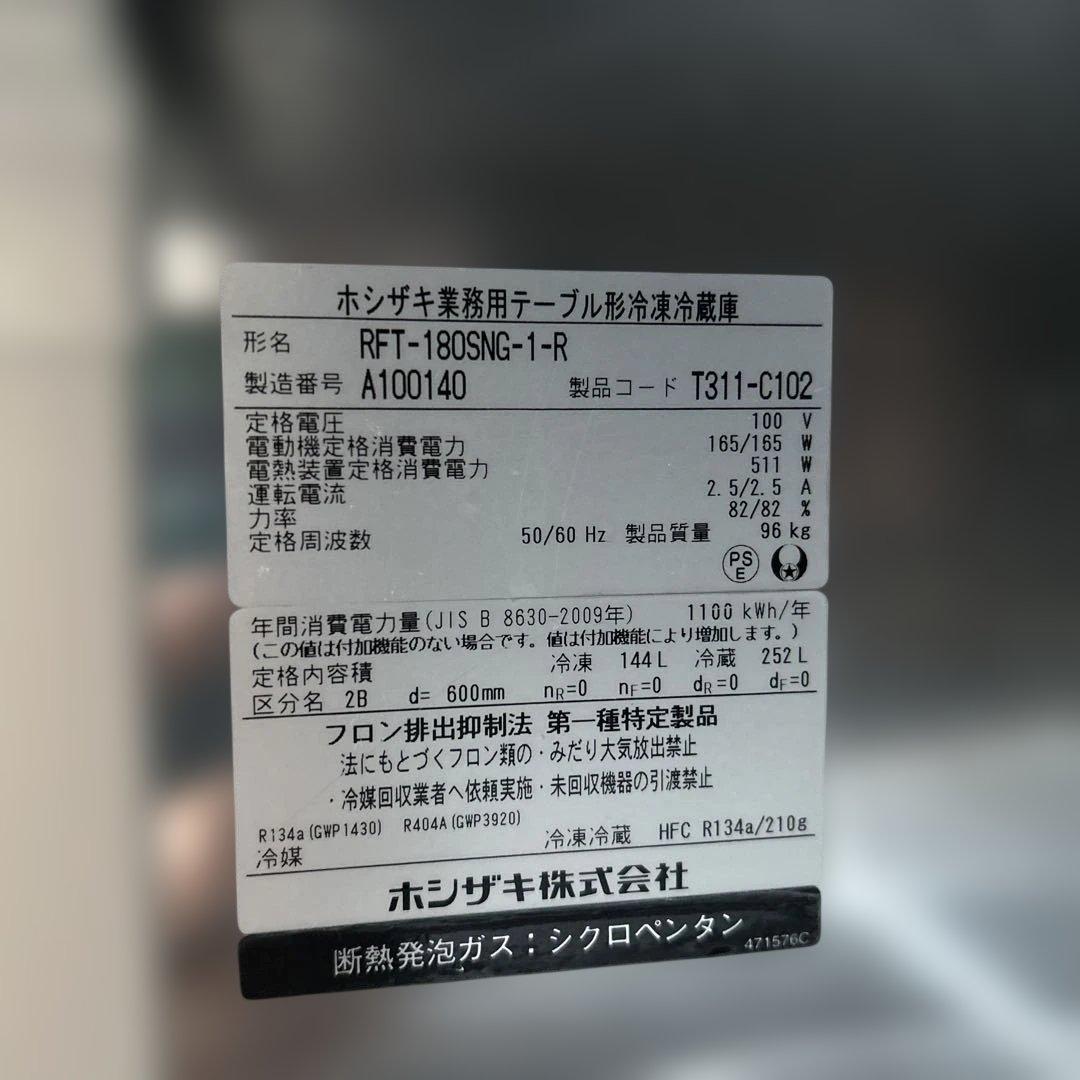 ホシザキ業務用テーブル形冷凍冷蔵庫
形名 RFT-180SNG-1-R
製造番号 A100140 製品コード T311-C102
定格電圧 100 V
電動機定格消費電力 165/165 W
電熱装置定格消費電力 511 W
運転電流 2.5/2.5 A
力率 82/82 %
定格周波数 50/60 Hz 製品質量 96 kg
PSE
年間消費電力量(JIS B 8630-2009年) 1100 kWh/年
(この値は付加機能のない場合です。値は付加機能により増加します。)
定格内容積 冷凍 144 L 冷蔵 252 L
区分名 2B d= 600mm nR=0 nF=0 dR=0 dF=0
フロン排出抑制法 第一種特定製品
法にもとづくフロン類の・みだり大気放出禁止
・冷媒回収業者へ依頼実施・未回収機器の引渡禁止
R134a(GWP1430) R404A(GWP3920)
冷媒 冷凍冷蔵 HFC R134a/210g
ホシザキ株式会社
断熱発泡ガス:シクロペンタン 471576C